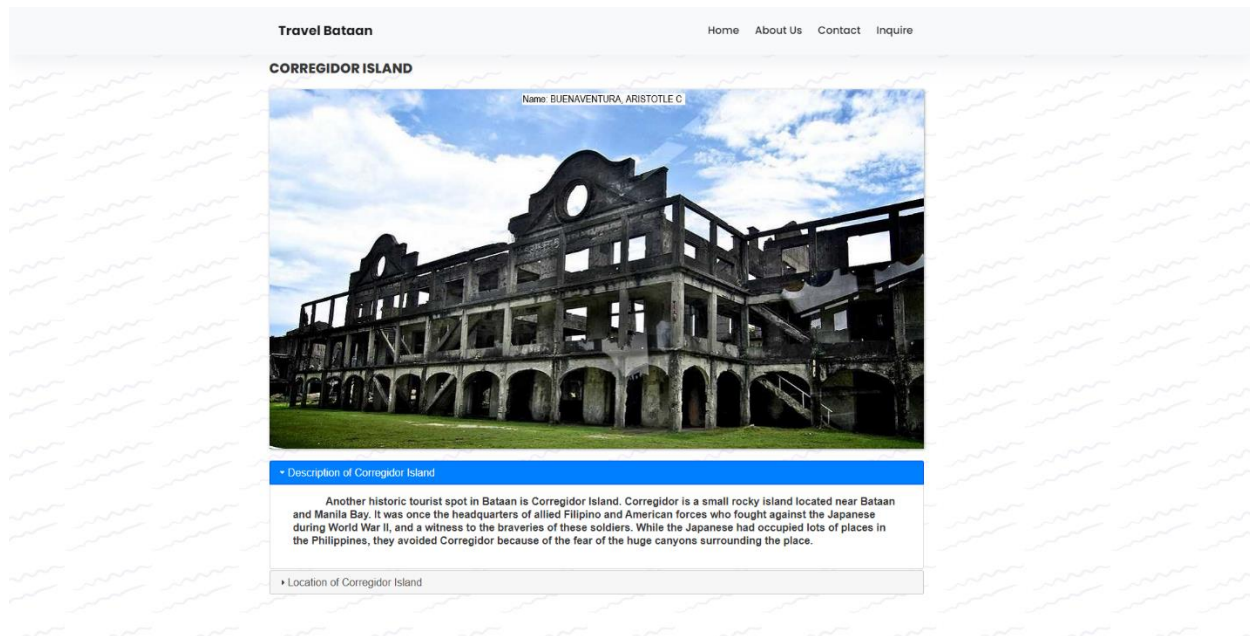 Travel Bataan
Home About Us Contact Inquire
CORREGIDOR ISLAND
Name: BUENAVENTURA, ARISTOTLE C
Description of Corregidor Island
Another historic tourist spot in Bataan is Corregidor Island. Corregidor is a small rocky island located near Bataan
and Manila Bay. It was once the headquarters of allied Filipino and American forces who fought against the Japanese
during World War II, and a witness to the braveries of these soldiers. While the Japanese had occupied lots of places in
the Philippines, they avoided Corregidor because of the fear of the huge canyons surrounding the place.
Location of Corregidor Island